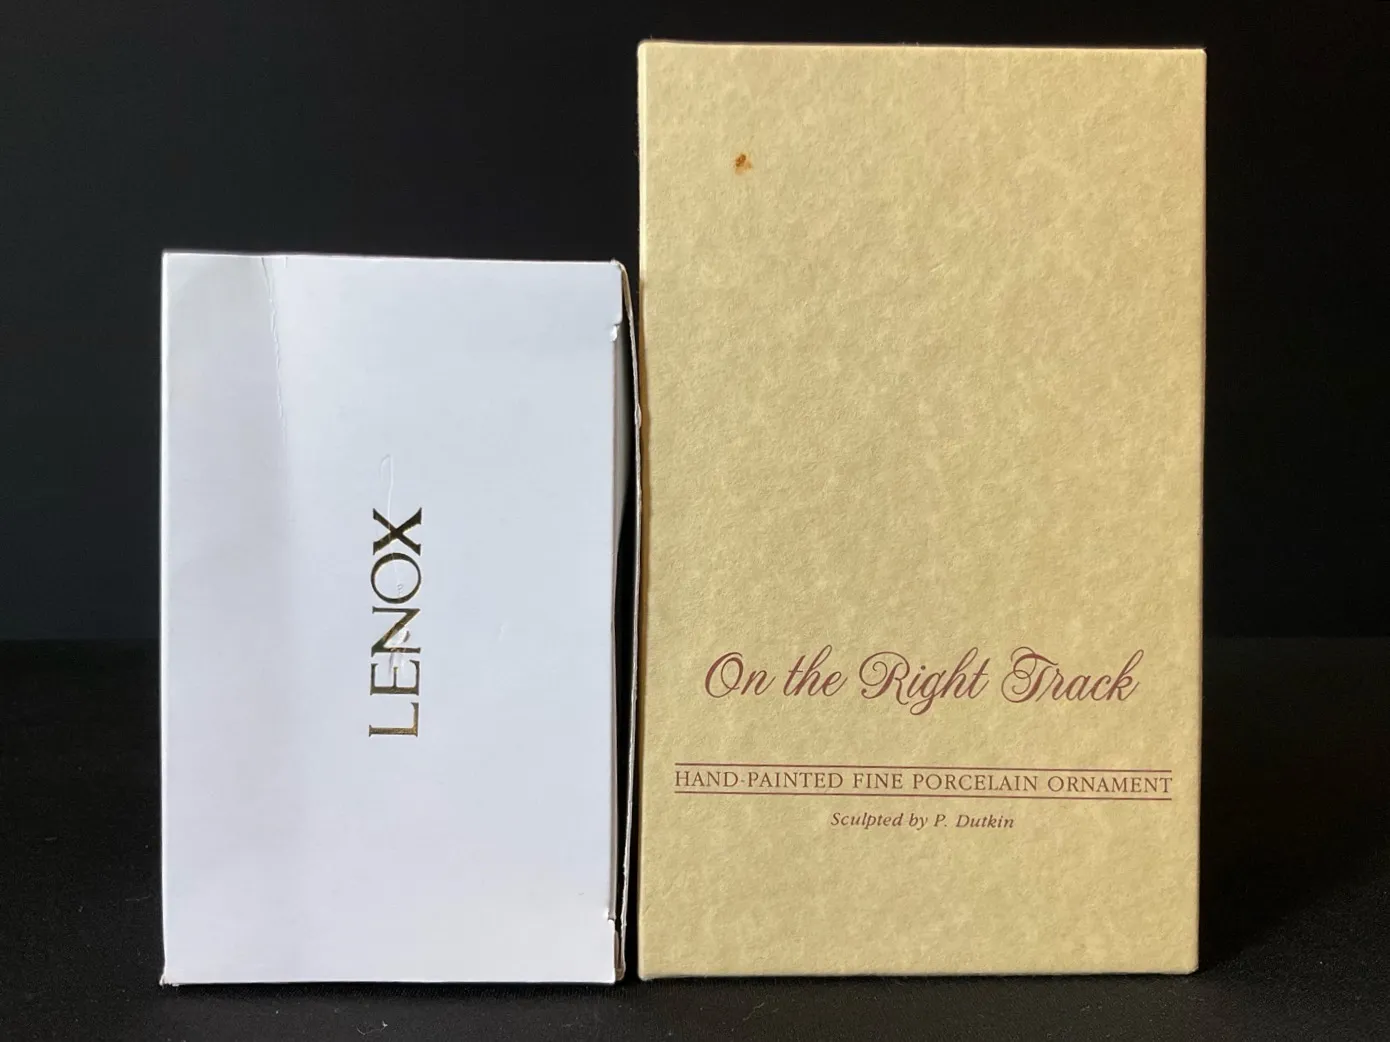 LENOX
On the Right Track
HAND-PAINTED FINE PORCELAIN ORNAMENT
Sculpted by P. Dutkin